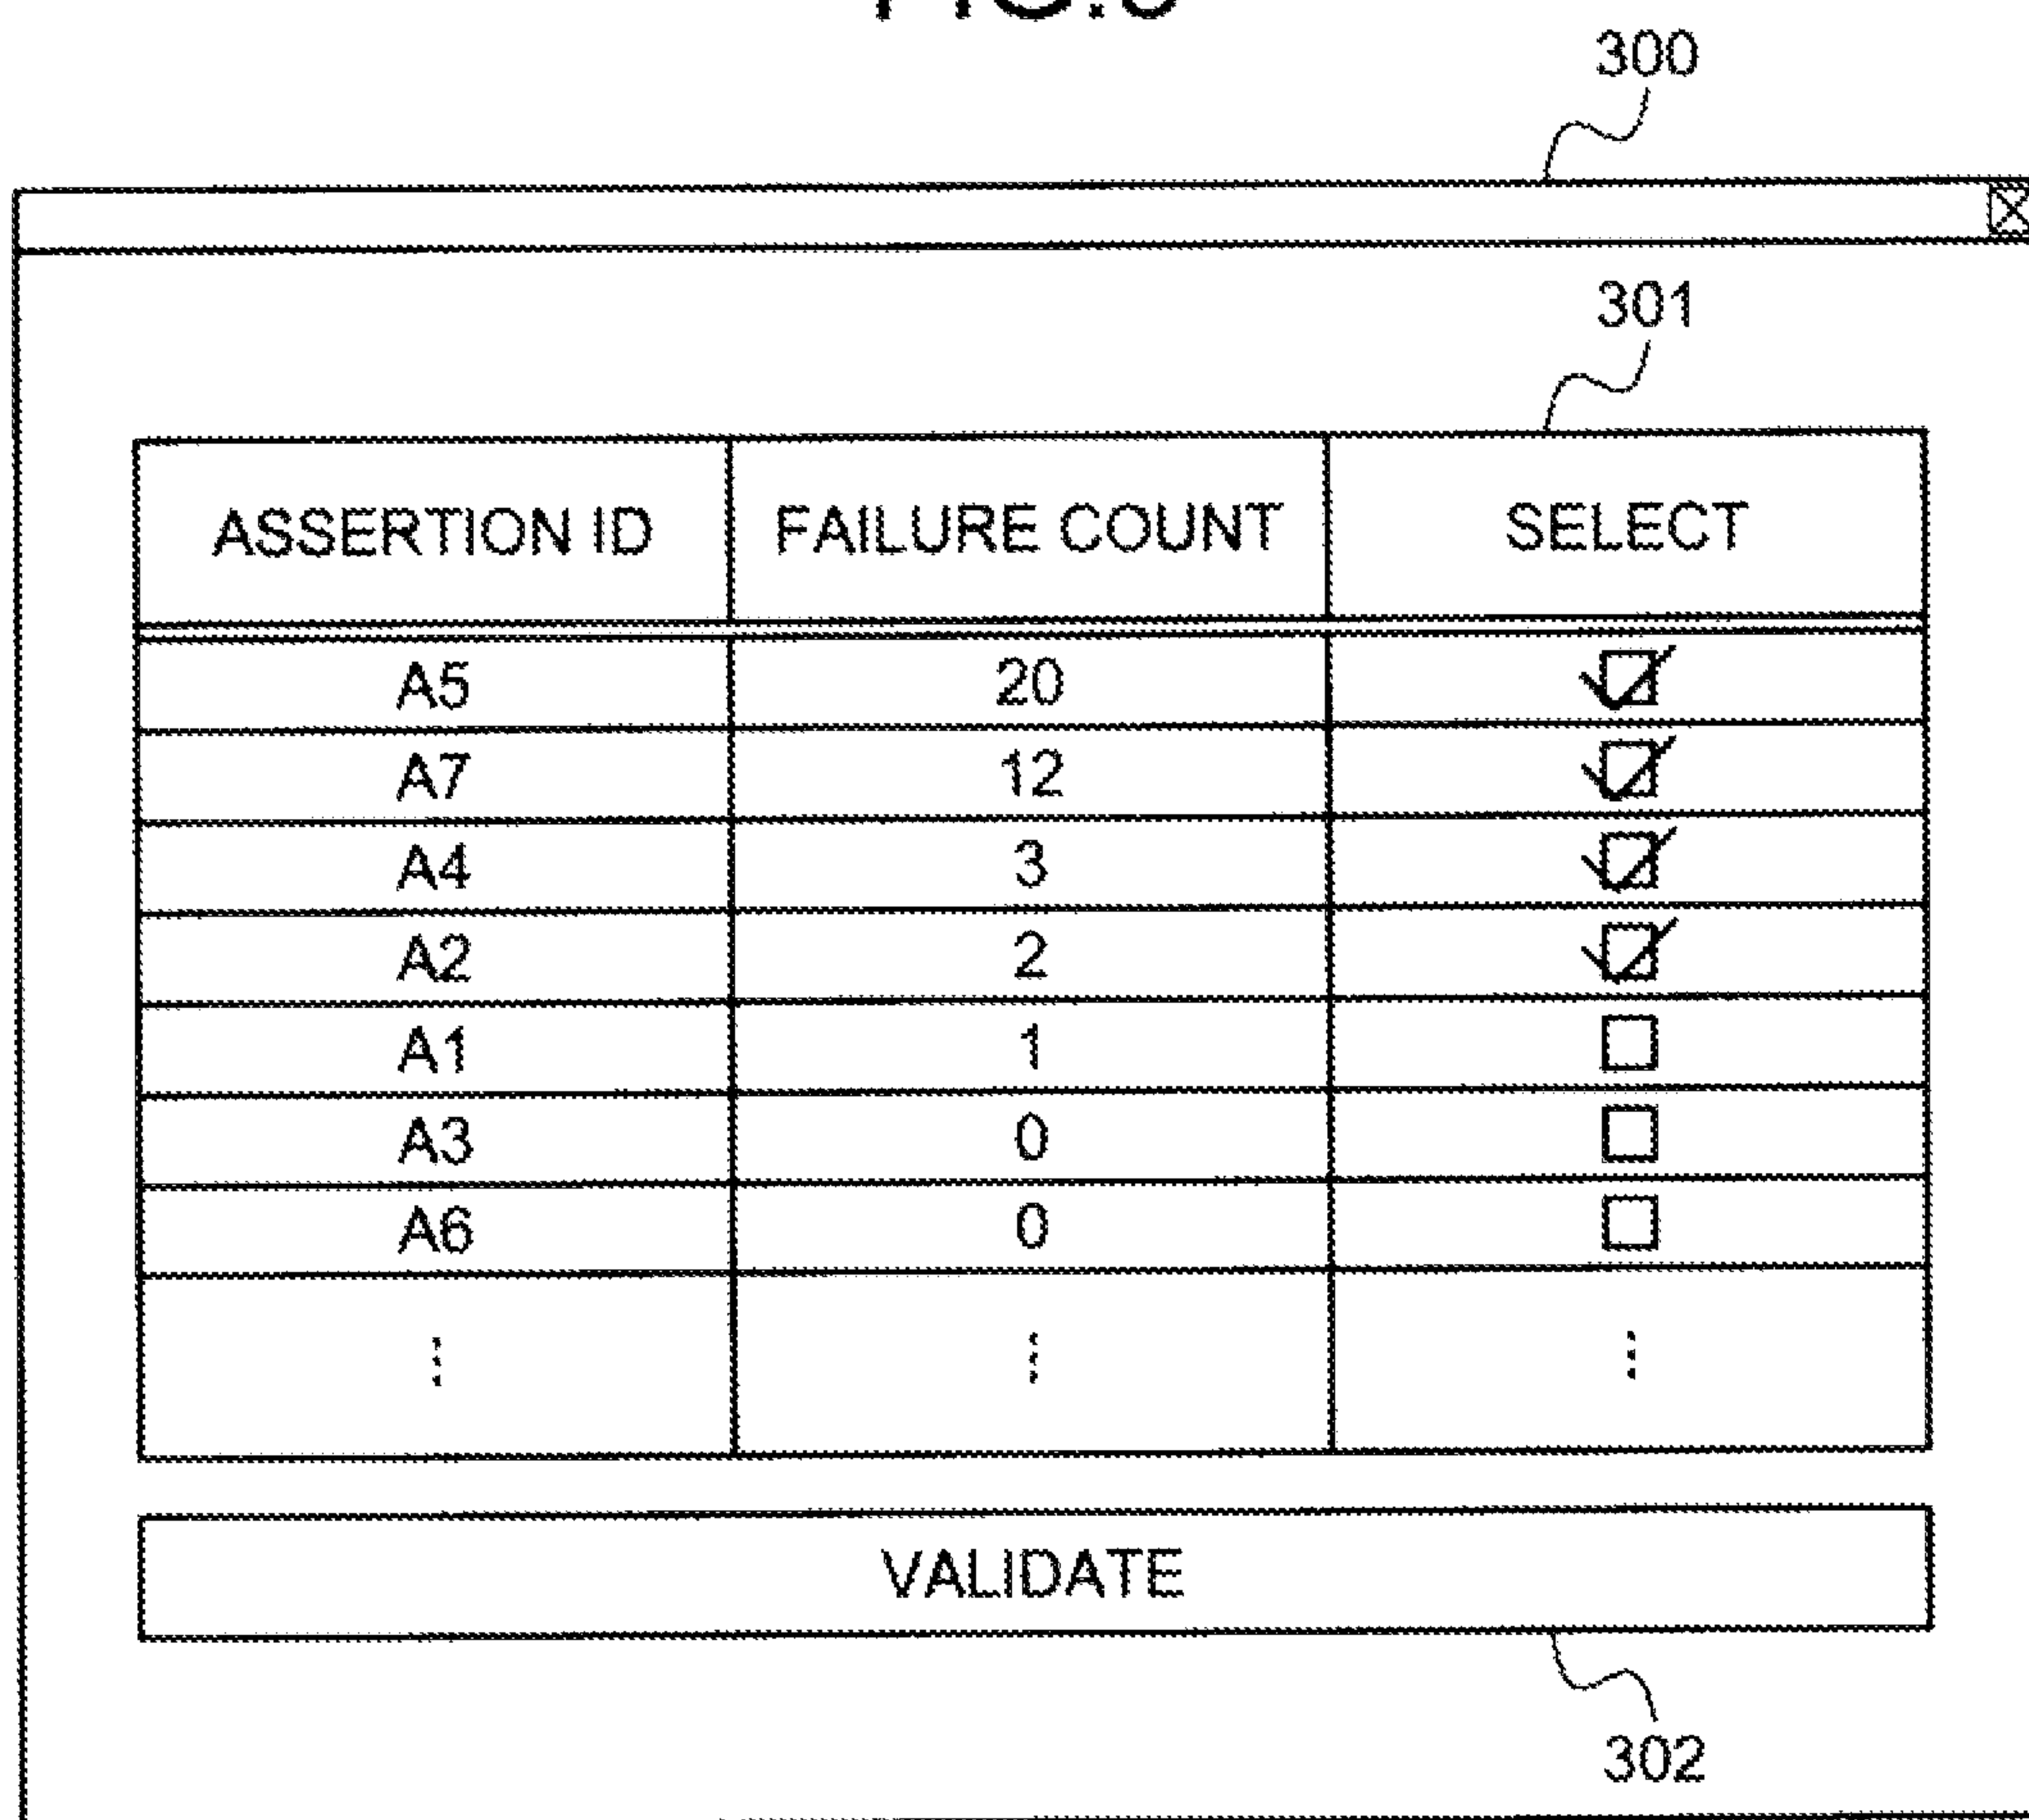 300
301
ASSERTION ID FAILURE COUNT SELECT
A5 20
A7 12
A4 3
A2 2
A1 1
A3 0
A6 0
VALIDATE
302